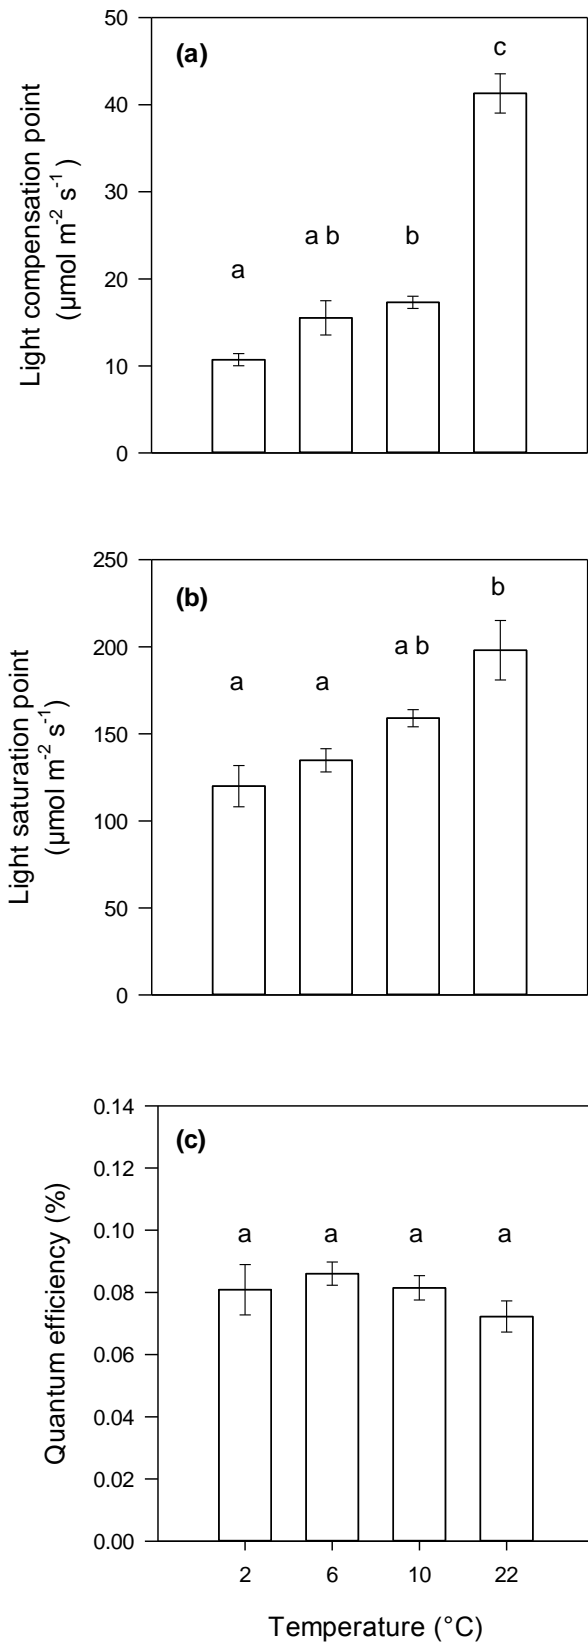 (a)
Light compensation point
(µmol m-2 s-1 )
50
40
30
20
10
0
a
a b
b
c
(b)
Light saturation point
(µmol m-2 s-1)
250
200
150
100
50
0
a
a
a b
b
(c)
Quantum efficiency (%)
0.14
0.12
0.10
0.08
0.06
0.04
0.02
0.00
a
a
a
a
2 6 10 22
Temperature (°C)